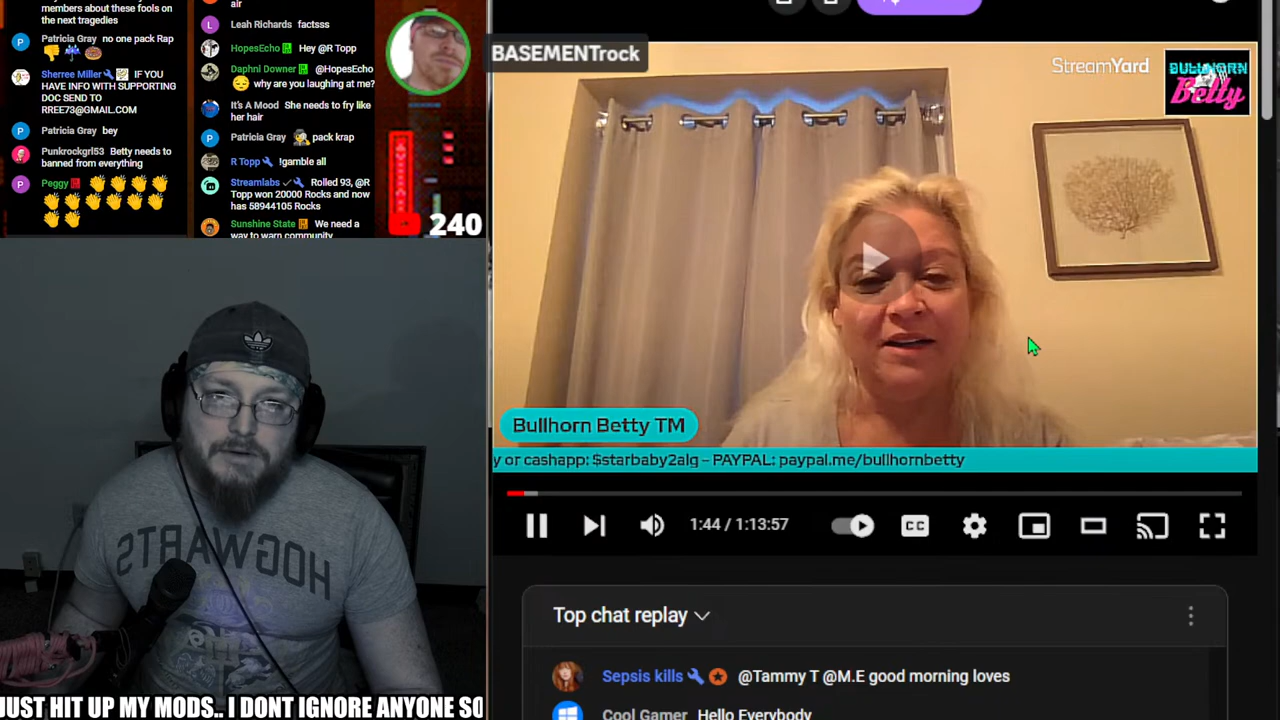 members about these fools on
the next tragedies
Patricia Gray no one pack Rap
Sherree Miller IF YOU
HAVE INFO WITH SUPPORTING
DOC SEND TO
RREE73@GMAIL.COM
Patricia Gray bey
Punkrockgrl53 Betty needs to
banned from everything
Peggy
air
Leah Richards factsss
HopesEcho Hey @R Topp
Daphni Downer @HopesEcho
why are you laughing at me?
It's A Mood She needs to fry like
her hair
Patricia Gray pack krap
R Topp !gamble all
Streamlabs Rolled 93, @R
Topp won 20000 Rocks and now
has 58944105 Rocks
Sunshine State We need a
way to warn community
240
BASEMENTrock
StreamYard
BULLHORN
Betty
HOGWARTS
Bullhorn Betty TM
y or cashapp: $starbaby2alg - PAYPAL: paypal.me/bullhornbetty
1:44 / 1:13:57
CC
Top chat replay
Sepsis kills @Tammy T @M.E good morning loves
Cool Gamer Hello Everybody
JUST HIT UP MY MODS.. I DONT IGNORE ANYONE SO